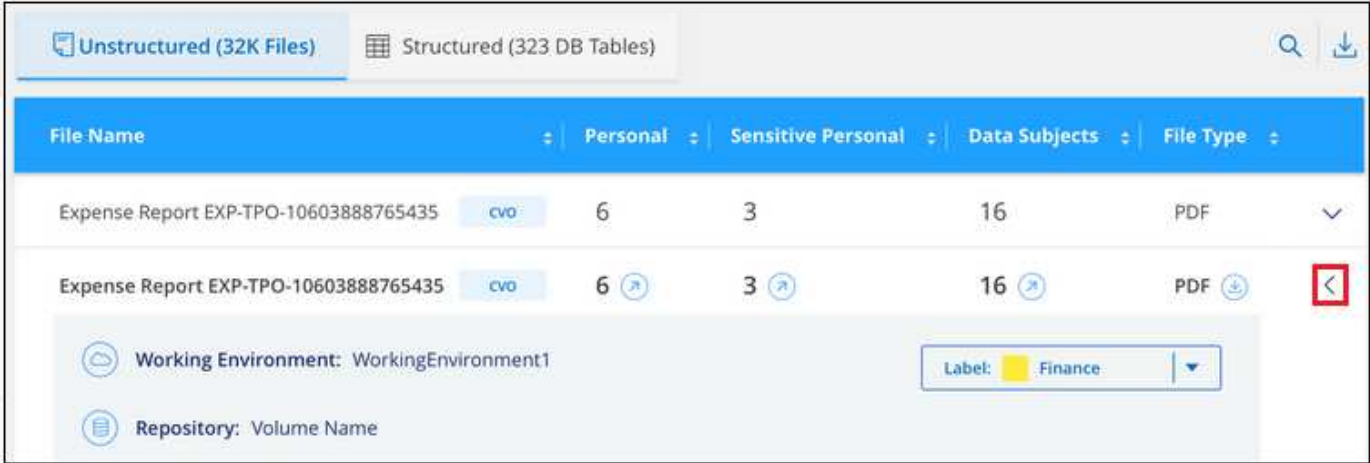 Unstructured (32K Files) Structured (323 DB Tables)
File Name Personal Sensitive Personal Data Subjects File Type
Expense Report EXP-TPO-10603888765435 CVO 6 3 16 PDF
Expense Report EXP-TPO-10603888765435 CVO 6 3 16 PDF
Working Environment: WorkingEnvironment1 Label: Finance
Repository: Volume Name